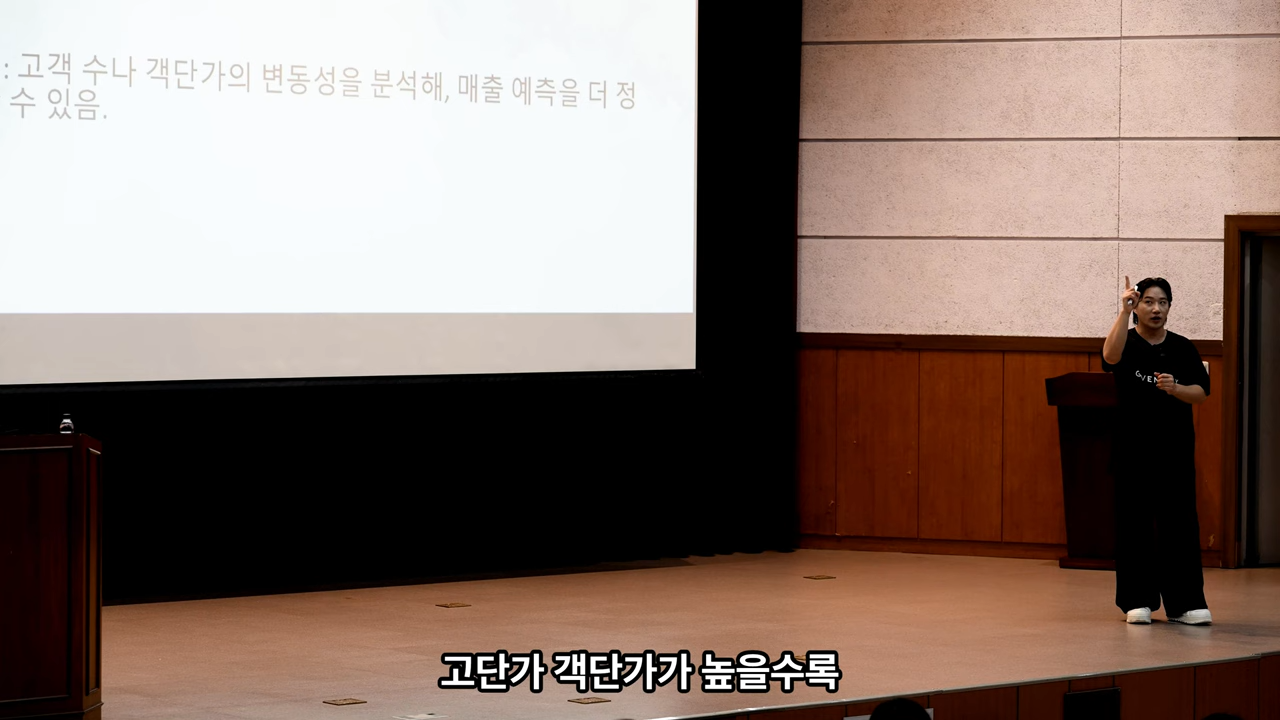 : 고객 수나 객단가의 변동성을 분석해, 매출 예측을 더 정
수 있음.
고단가 객단가가 높을수록